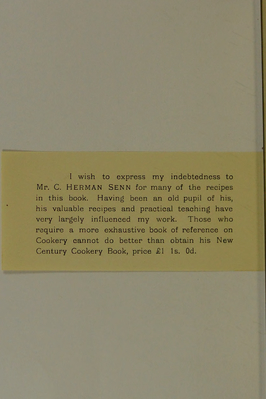 I wish to express my indebtedness to
Mr. C. HERMAN SENN for many of the recipes
in this book. Having been an old pupil of his,
his valuable recipes and practical teaching have
very largely influenced my work. Those who
require a more exhaustive book of reference on
Cookery cannot do better than obtain his New
Century Cookery Book, price £1 1s. 0d.